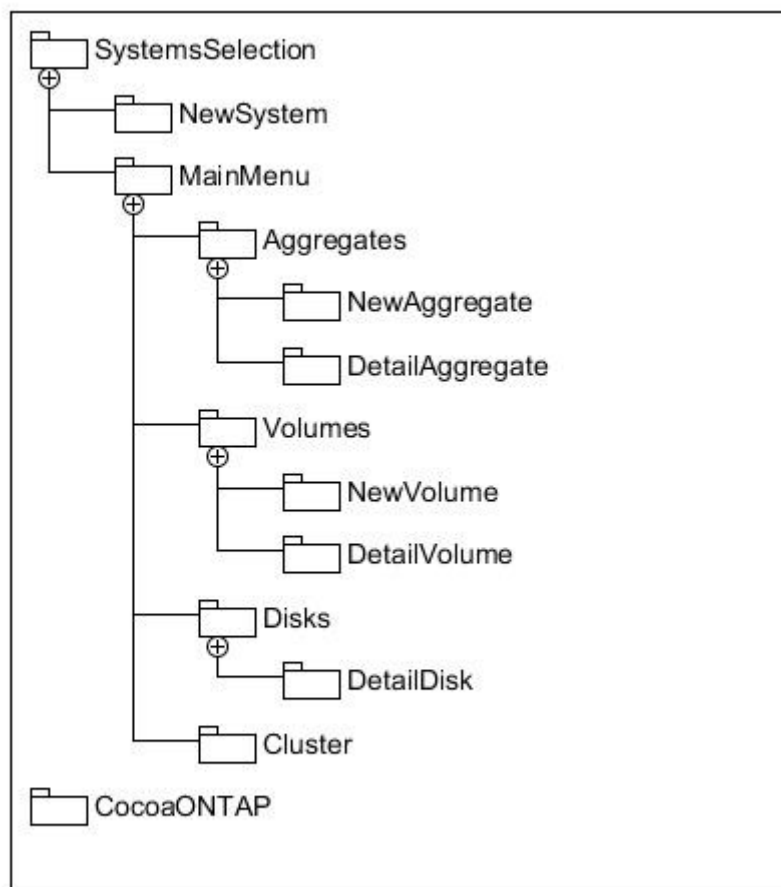 SystemsSelection
NewSystem
MainMenu
Aggregates
NewAggregate
DetailAggregate
Volumes
NewVolume
DetailVolume
Disks
DetailDisk
Cluster
CocoaONTAP